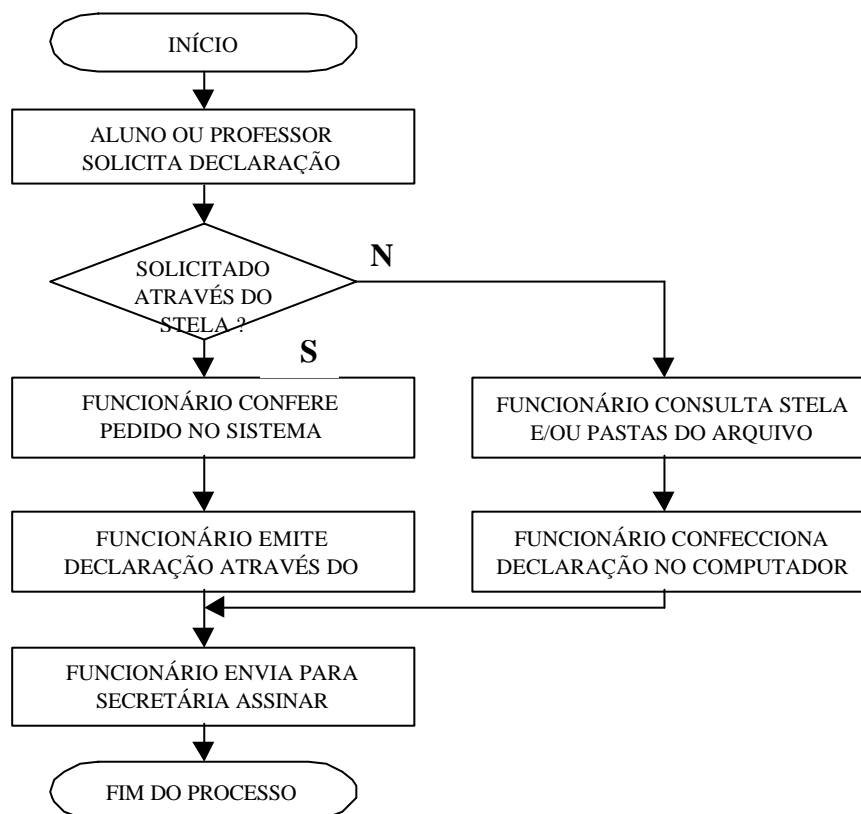 INÍCIO
ALUNO OU PROFESSOR
SOLICITA DECLARAÇÃO
SOLICITADO
ATRAVÉS DO
STELA ?
N
S
FUNCIONÁRIO CONFERE
PEDIDO NO SISTEMA
FUNCIONÁRIO CONSULTA STELA
E/OU PASTAS DO ARQUIVO
FUNCIONÁRIO EMITE
DECLARAÇÃO ATRAVÉS DO
FUNCIONÁRIO CONFECCIONA
DECLARAÇÃO NO COMPUTADOR
FUNCIONÁRIO ENVIA PARA
SECRETÁRIA ASSINAR
FIM DO PROCESSO